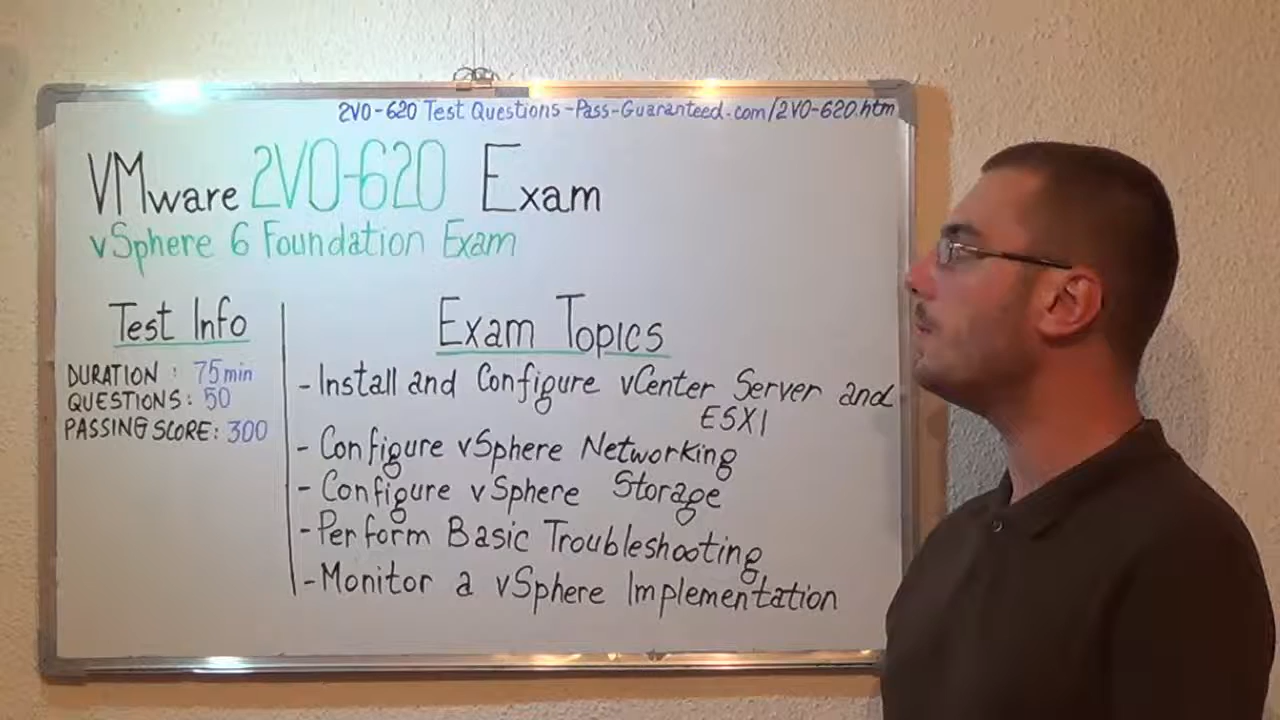 2V0-620 Test Questions-Pass-Guaranteed.com/2V0-620.htm
VMware 2V0-620 Exam
vSphere 6 Foundation Exam
Test Info
DURATION : 75min
QUESTIONS: 50
PASSING SCORE: 300
Exam Topics
- Install and Configure vCenter Server and
ESXI
- Configure vSphere Networking
- Configure vSphere Storage
- Perform Basic Troubleshooting
- Monitor a vSphere Implementation